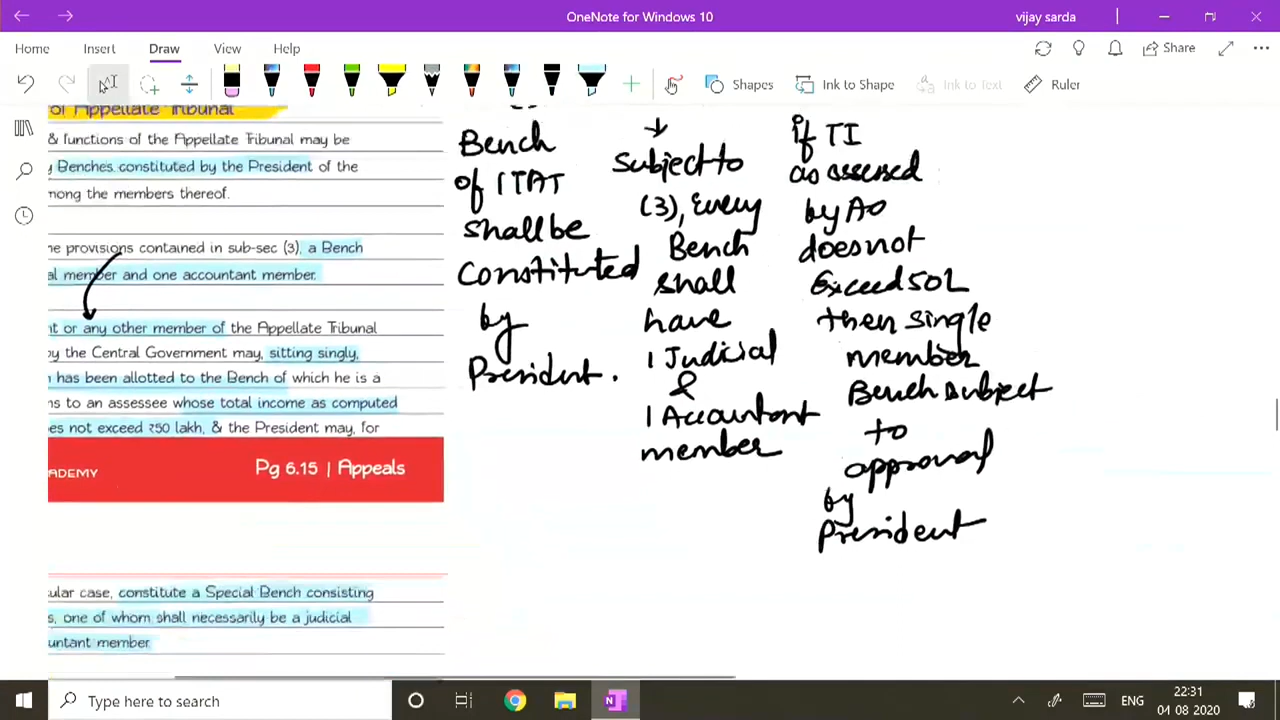 OneNote for Windows 10
vijay sarda
Home
Insert
Draw
View
Help
Share
Shapes
Ink to Shape
Ink to Text
Ruler
of Appellate Tribunal
& functions of the Appellate Tribunal may be
y Benches constituted by the President of the
mong the members thereof.
he provisions contained in sub-sec (3), a Bench
al member and one accountant member.
nt or any other member of the Appellate Tribunal
by the Central Government may, sitting singly,
h has been allotted to the Bench of which he is a
ns to an assessee whose total income as computed
es not exceed ₹50 lakh, & the President may, for
ADEMY
Pg 6.15 | Appeals
ular case, constitute a Special Bench consisting
s, one of whom shall necessarily be a judicial
untant member.
Bench
of ITAT
shall be
Constituted
by
President.
Subject to
(3), Every
Bench
shall
have
1 Judicial
&
1 Accountant
member
if TI
as assessed
by AO
does not
Exceed 50L
then single
member
Bench subject
to
approval
by
President
Type here to search
ENG
22:31
04-08-2020